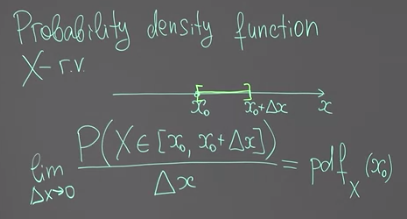 Probability density function
X - r.v.
x₀ x₀+Δx x
lim Δx→0 P(X∈[x₀, x₀+Δx]) / Δx = pdf_X (x₀)